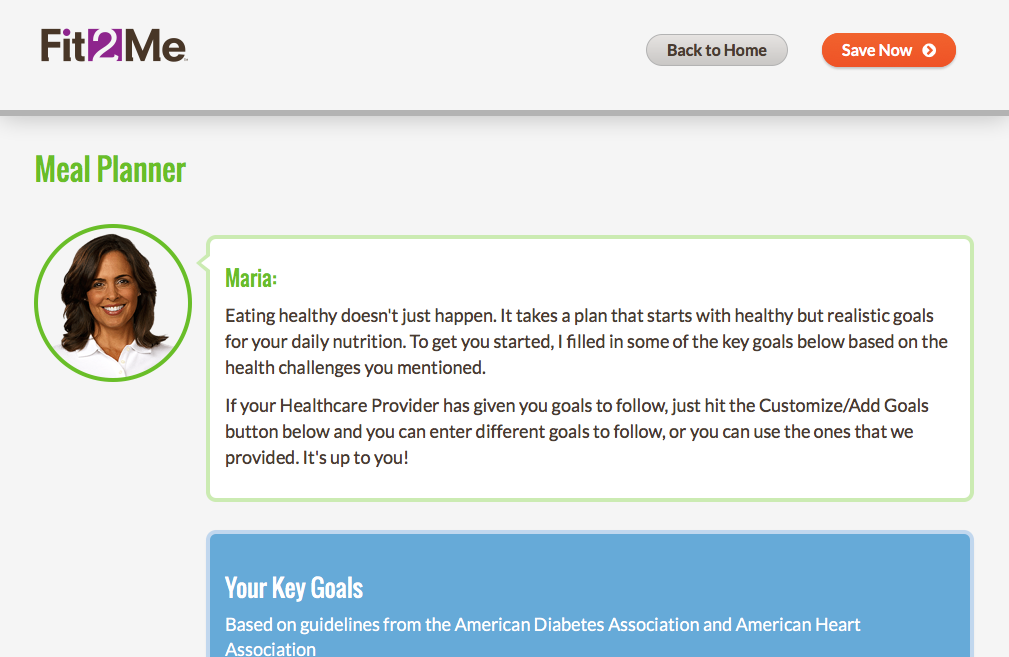 Fit2Me
Back to Home
Save Now
Meal Planner
Maria:
Eating healthy doesn't just happen. It takes a plan that starts with healthy but realistic goals
for your daily nutrition. To get you started, I filled in some of the key goals below based on the
health challenges you mentioned.
If your Healthcare Provider has given you goals to follow, just hit the Customize/Add Goals
button below and you can enter different goals to follow, or you can use the ones that we
provided. It's up to you!
Your Key Goals
Based on guidelines from the American Diabetes Association and American Heart
Association